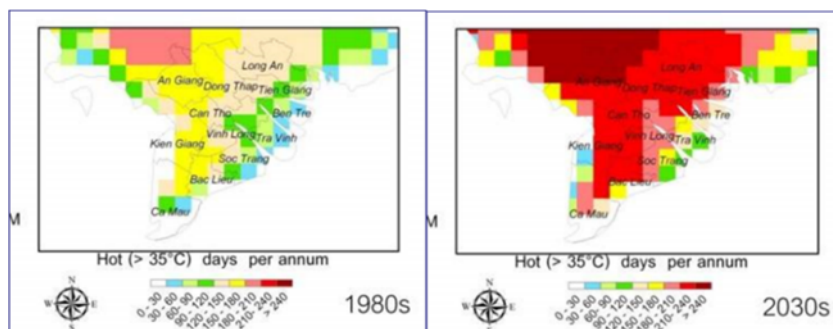 Long An
An Giang
Dong Thap
Tien Giang
Can Tho
Ben Tre
Vinh Long
Tra Vinh
Kien Giang
Soc Trang
Bac Lieu
Ca Mau
M
Hot (> 35°C) days per annum
N
W
E
S
0 - 30
30 - 60
60 - 90
90 - 120
120 - 150
150 - 180
180 - 210
210 - 240
> 240
1980s
Long An
An Giang
Dong Thap
Tien Giang
Can Tho
Ben Tre
Vinh Long
Tra Vinh
Kien Giang
Soc Trang
Bac Lieu
Ca Mau
M
Hot (> 35°C) days per annum
N
W
E
S
0 - 30
30 - 60
60 - 90
90 - 120
120 - 150
150 - 180
180 - 210
210 - 240
> 240
2030s